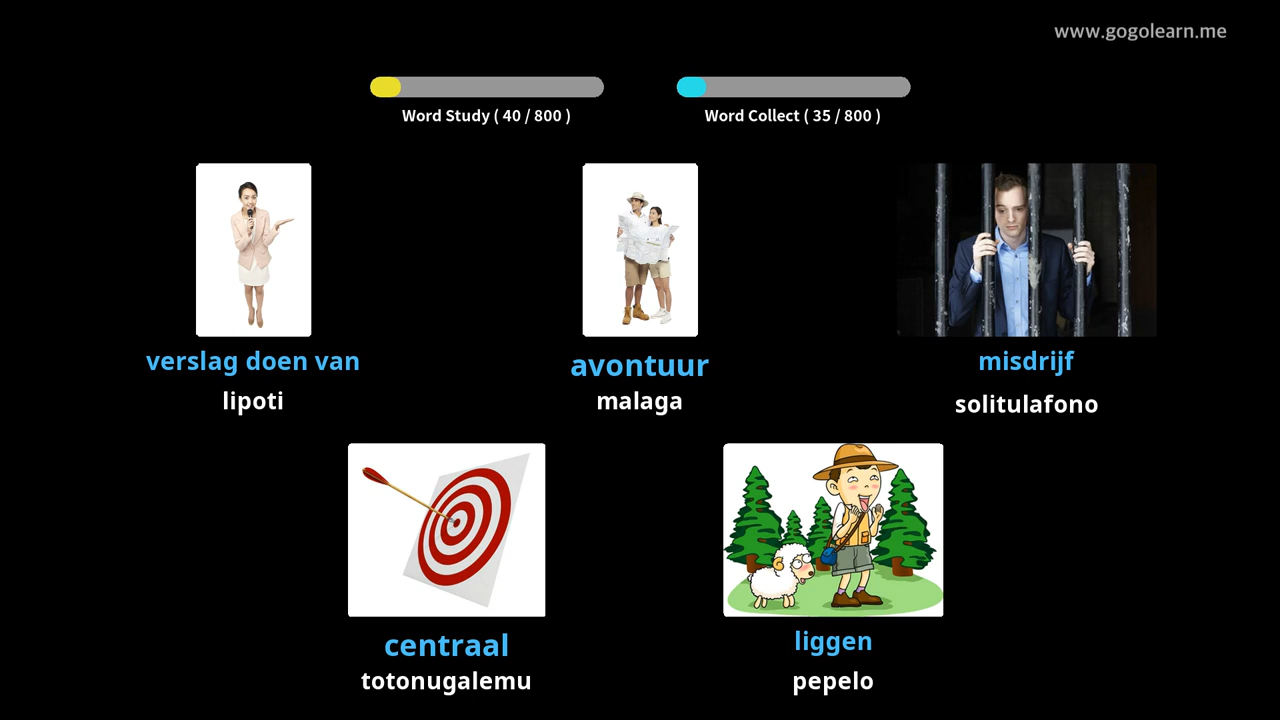 www.gogolearn.me
Word Study ( 40 / 800 )
Word Collect ( 35 / 800 )
verslag doen van
lipoti
avontuur
malaga
misdrijf
solitulafono
centraal
totonugalemu
liggen
pepelo